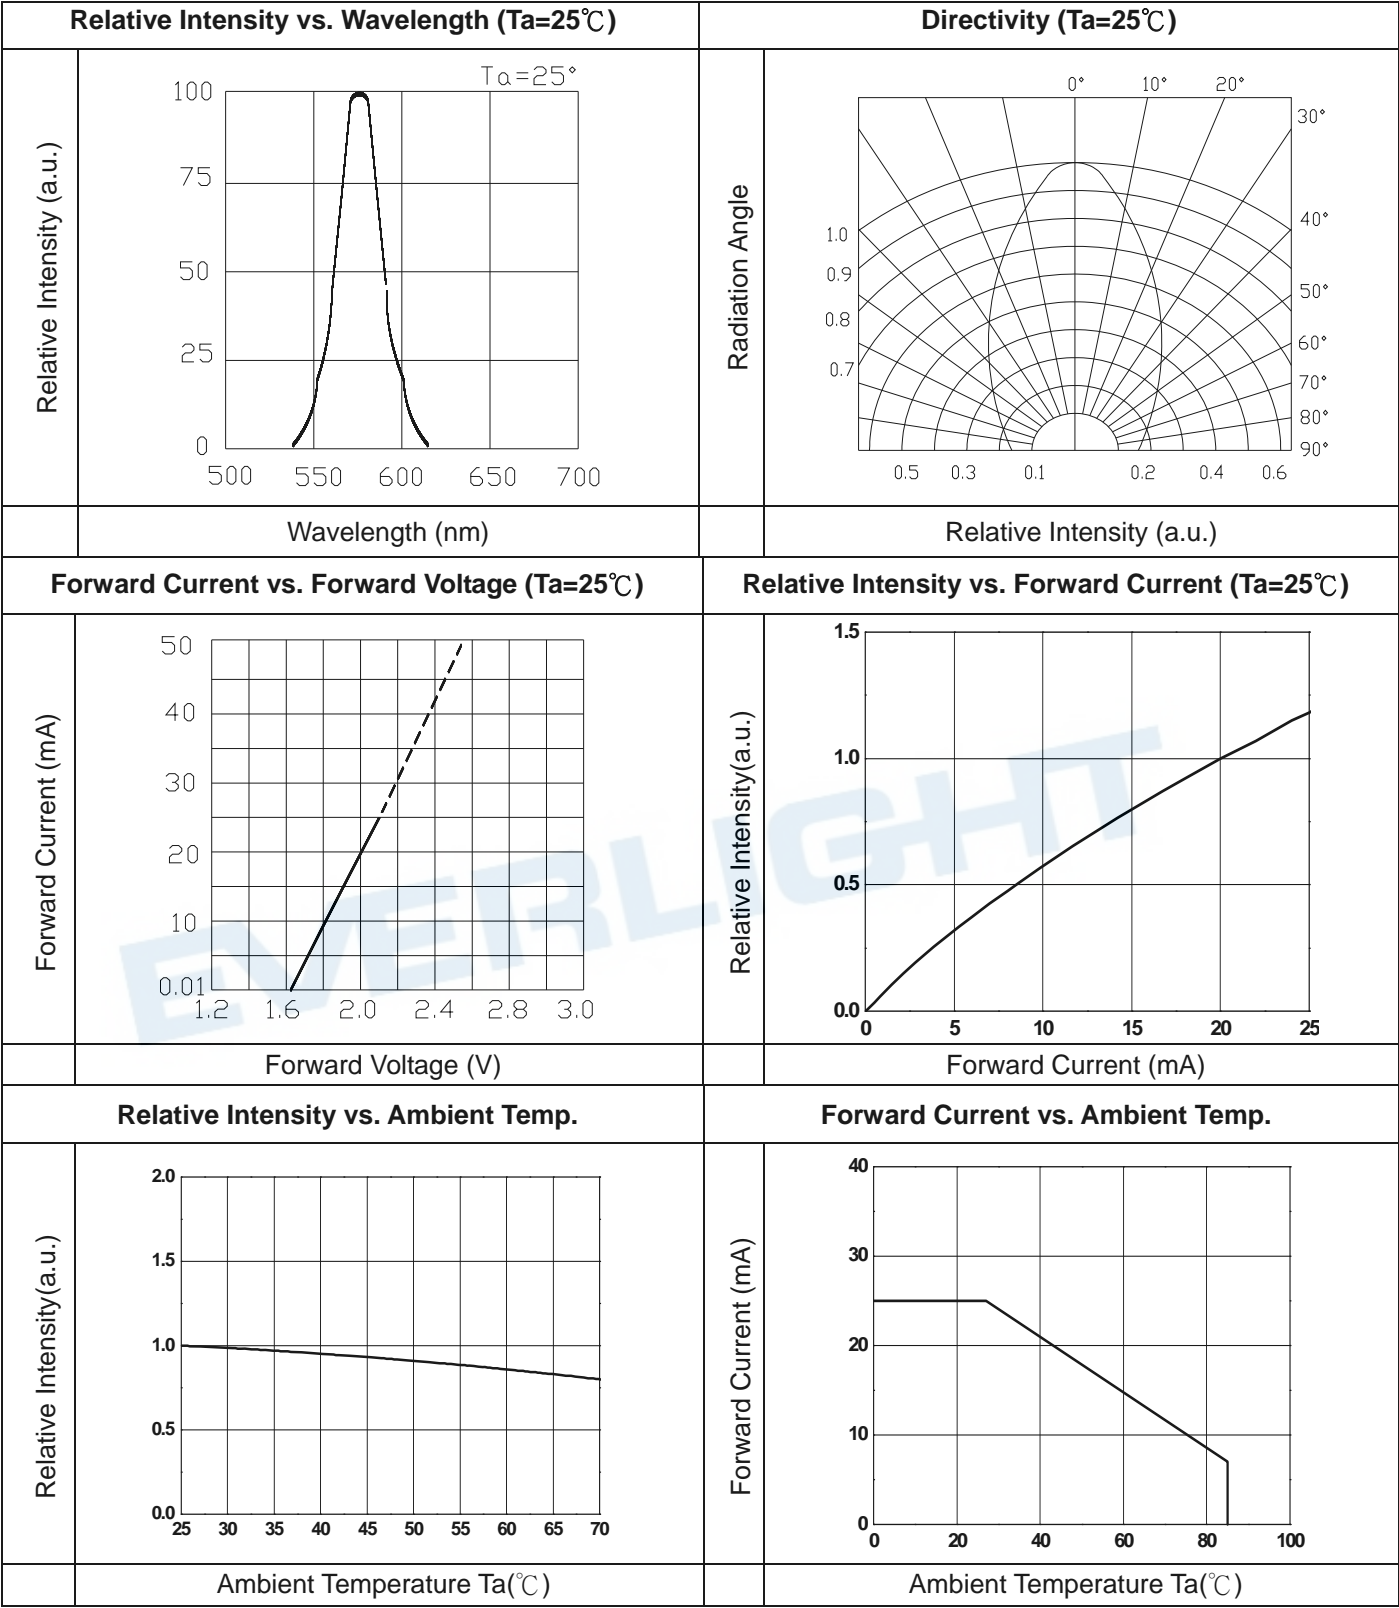 Relative Intensity vs. Wavelength (Ta=25℃)
Directivity (Ta=25℃)
Relative Intensity (a.u.)
Ta=25°
100
75
50
25
0
500 550 600 650 700
Wavelength (nm)
Radiation Angle
0° 10° 20°
30°
40°
50°
60°
70°
80°
90°
1.0
0.9
0.8
0.7
0.5 0.3 0.1 0.2 0.4 0.6
Relative Intensity (a.u.)
Forward Current vs. Forward Voltage (Ta=25℃)
Relative Intensity vs. Forward Current (Ta=25℃)
Forward Current (mA)
50
40
30
20
10
0.01
1.2 1.6 2.0 2.4 2.8 3.0
Forward Voltage (V)
Relative Intensity(a.u.)
1.5
1.0
0.5
0.0
0 5 10 15 20 25
Forward Current (mA)
EVERLIGHT
Relative Intensity vs. Ambient Temp.
Forward Current vs. Ambient Temp.
Relative Intensity(a.u.)
2.0
1.5
1.0
0.5
0.0
25 30 35 40 45 50 55 60 65 70
Ambient Temperature Ta(℃)
Forward Current (mA)
40
30
20
10
0
0 20 40 60 80 100
Ambient Temperature Ta(℃)